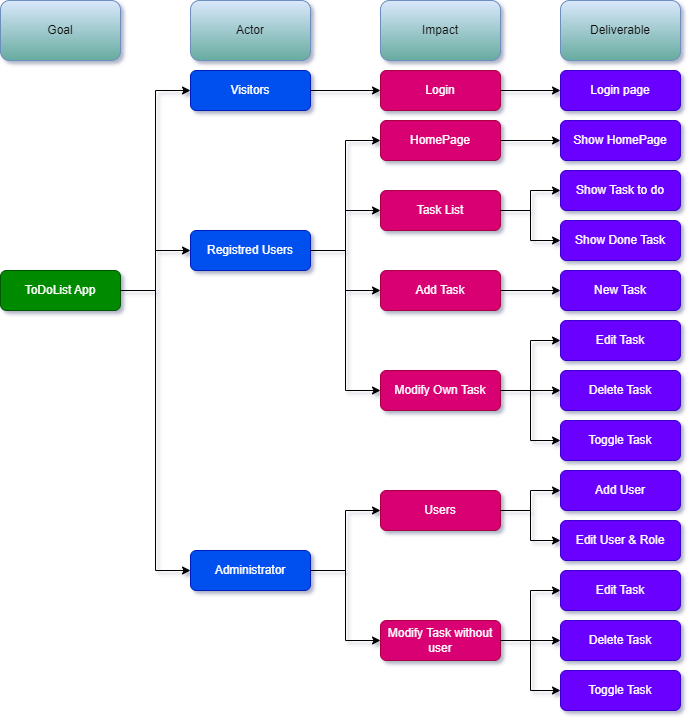 Goal
Actor
Impact
Deliverable
Visitors
Login
Login page
HomePage
Show HomePage
Task List
Show Task to do
Registred Users
Show Done Task
ToDoList App
Add Task
New Task
Edit Task
Modify Own Task
Delete Task
Toggle Task
Users
Add User
Edit User & Role
Administrator
Edit Task
Modify Task without
user
Delete Task
Toggle Task